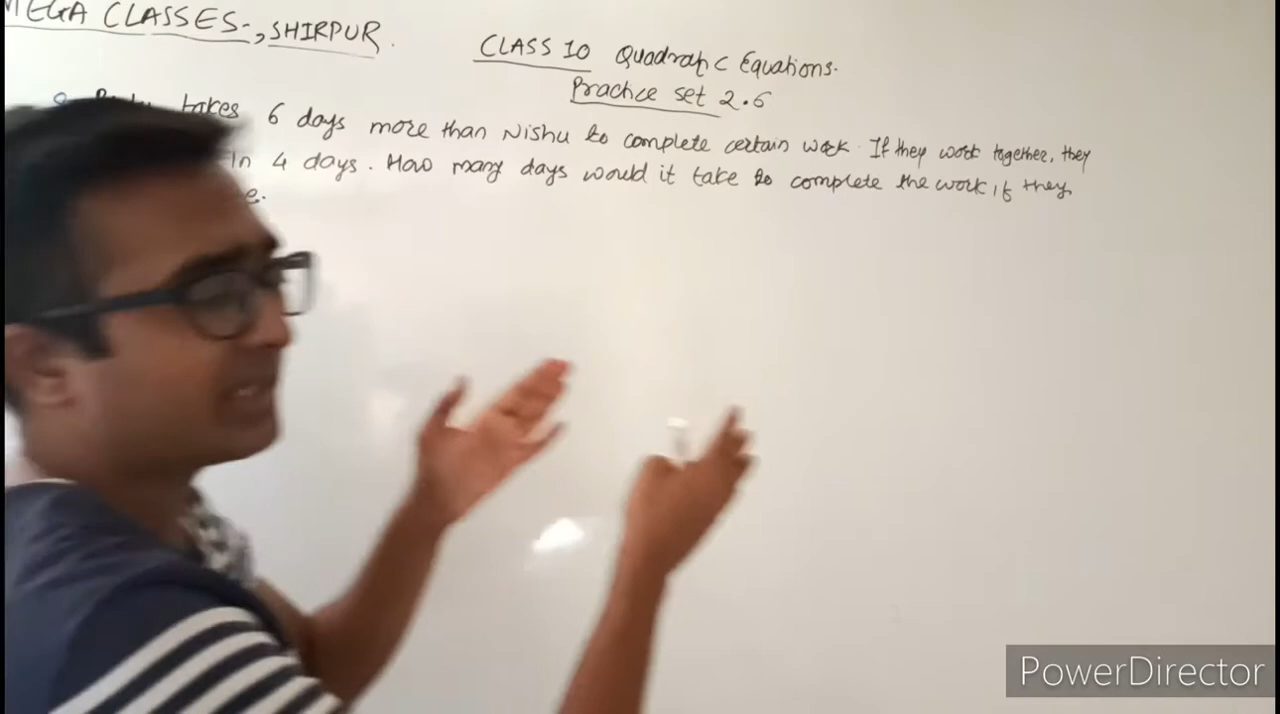 MEGA CLASSES-, SHIRPUR.
CLASS 10 Quadratic Equations.
Practice set 2.6
takes 6 days more than Nishu to complete certain work. If they work together, they
in 4 days. How many days would it take to complete the work if they
e.
PowerDirector